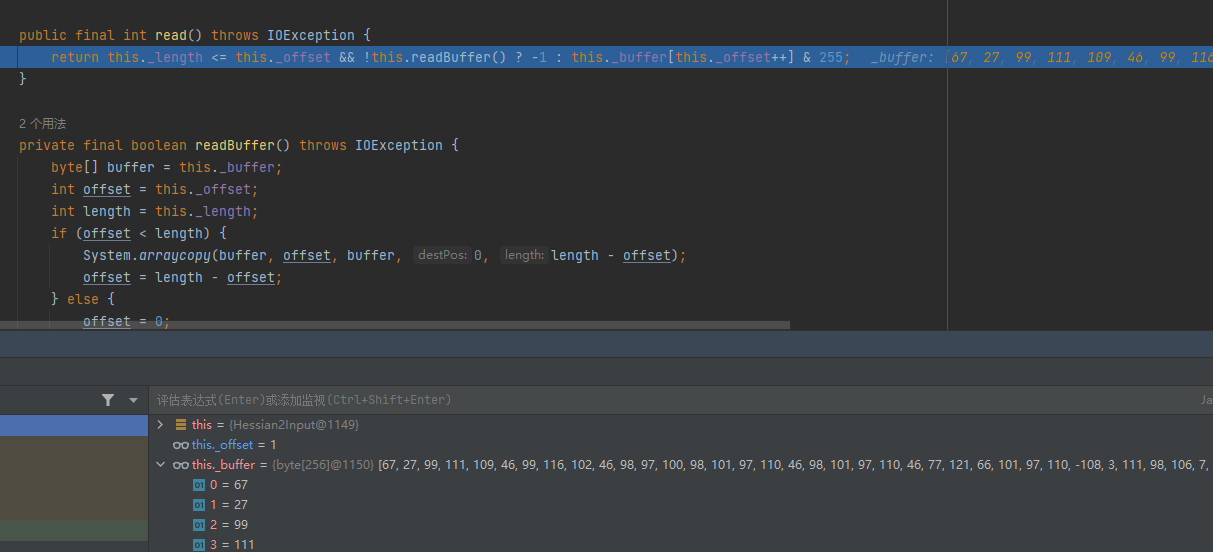 public final int read() throws IOException {
return this._length <= this._offset && !this.readBuffer() ? -1 : this._buffer[this._offset++] & 255; _buffer: [67, 27, 99, 111, 109, 46, 99, 116
}
2 个用法
private final boolean readBuffer() throws IOException {
byte[] buffer = this._buffer;
int offset = this._offset;
int length = this._length;
if (offset < length) {
System.arraycopy(buffer, offset, buffer, destPos: 0, length: length - offset);
offset = length - offset;
} else {
offset = 0;
评估表达式(Enter)或添加监视(Ctrl+Shift+Enter) Ja
this = {Hessian2Input@1149}
this._offset = 1
this._buffer = {byte[256]@1150} [67, 27, 99, 111, 109, 46, 99, 116, 102, 46, 98, 97, 100, 98, 101, 97, 110, 46, 98, 101, 97, 110, 46, 77, 121, 66, 101, 97, 110, -108, 3, 111, 98, 106, 7,
01 0 = 67
01 1 = 27
01 2 = 99
01 3 = 111